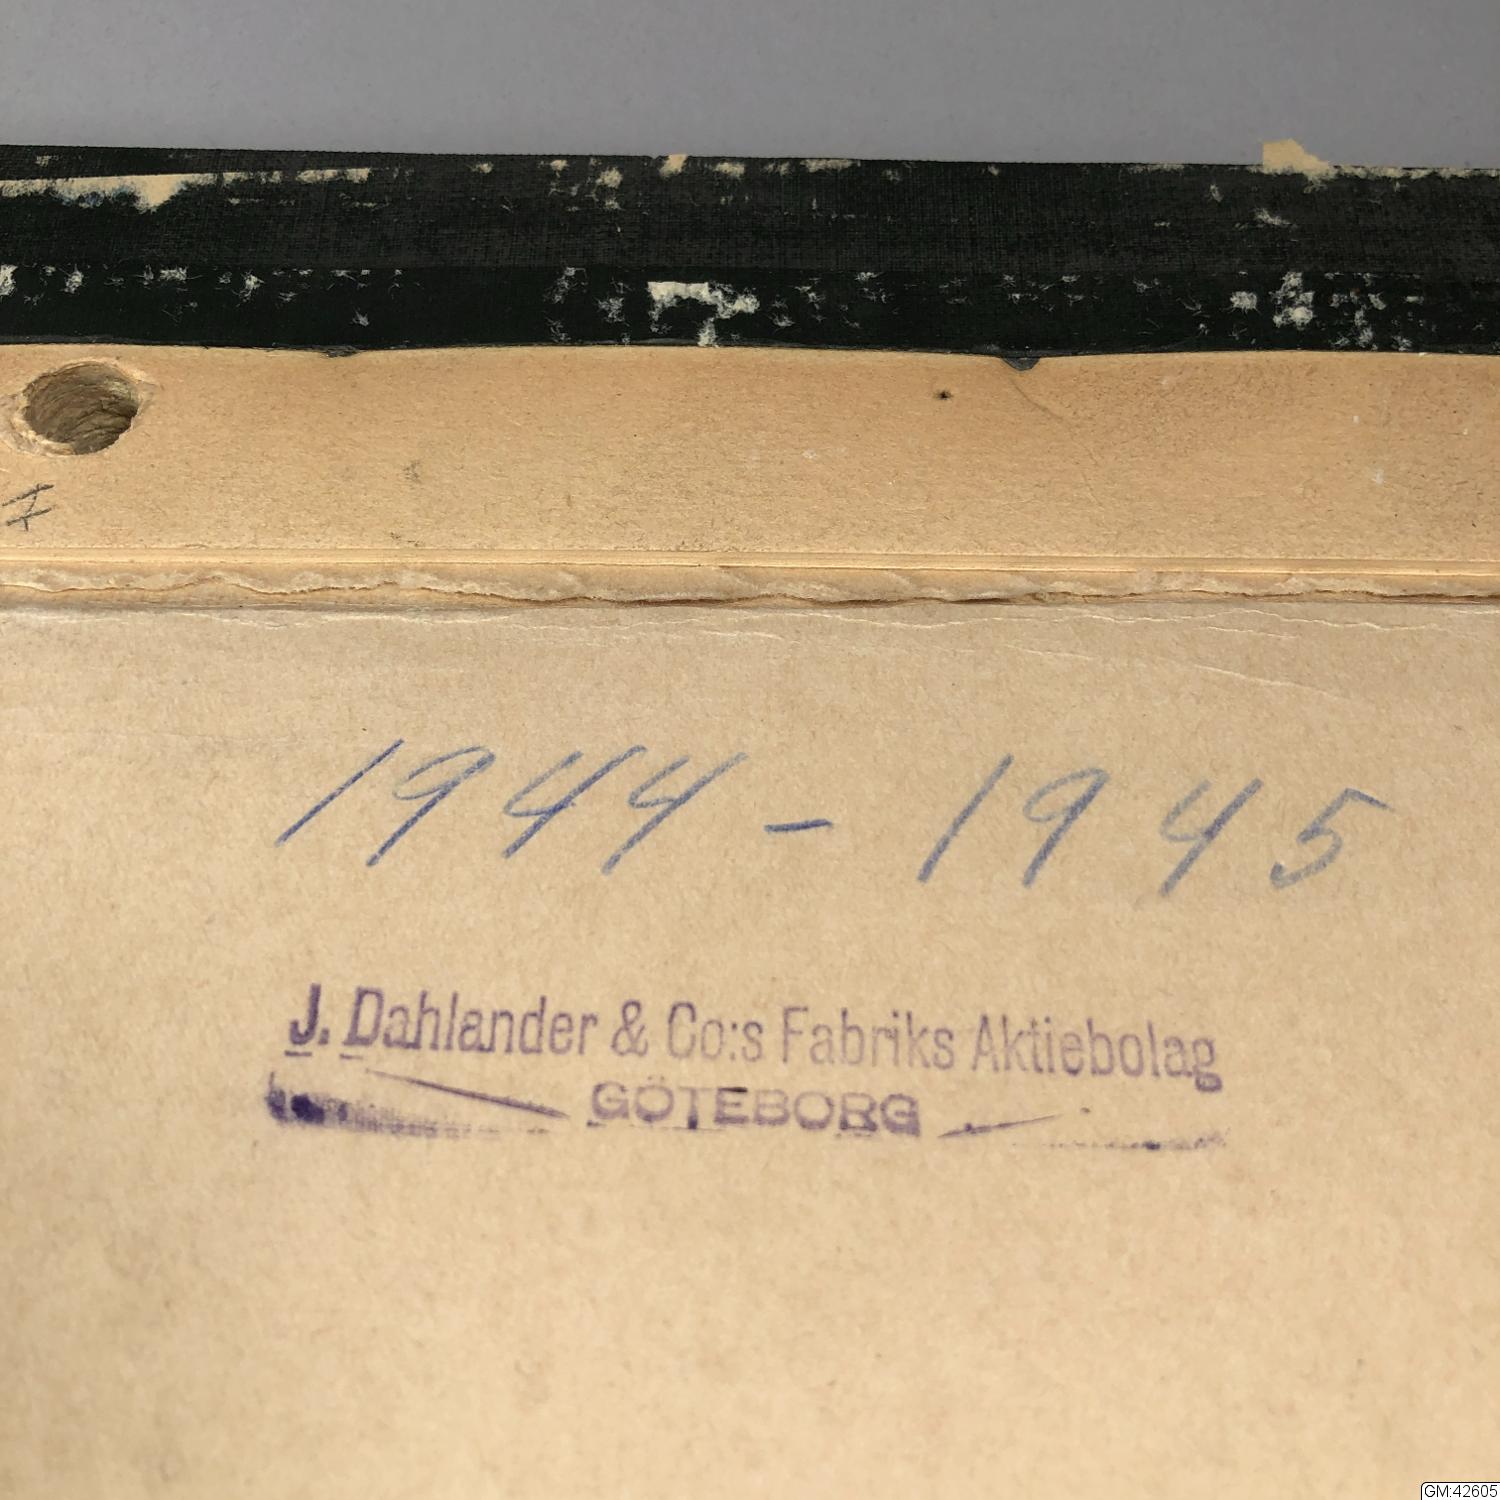 1944 - 1945
J. Dahlander & Co:s Fabriks Aktiebolag
GÖTEBORG
GM:42605